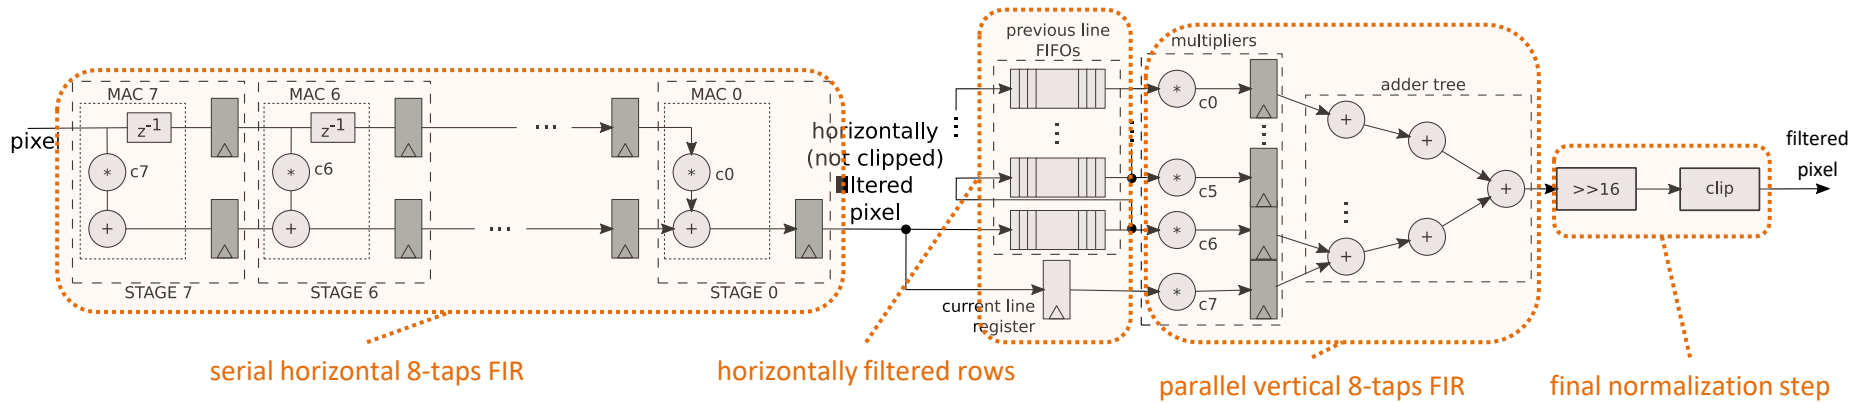 pixel
MAC 7
z-1
c7
*
+
STAGE 7
MAC 6
z-1
c6
*
+
STAGE 6
...
...
MAC 0
c0
*
+
STAGE 0
horizontally
(not clipped)
filtered
pixel
previous line
FIFOs
current line
register
multipliers
*
c0
*
c5
*
c6
*
c7
adder tree
+
+
+
+
+
+
>>16
clip
filtered
pixel
serial horizontal 8-taps FIR
horizontally filtered rows
parallel vertical 8-taps FIR
final normalization step